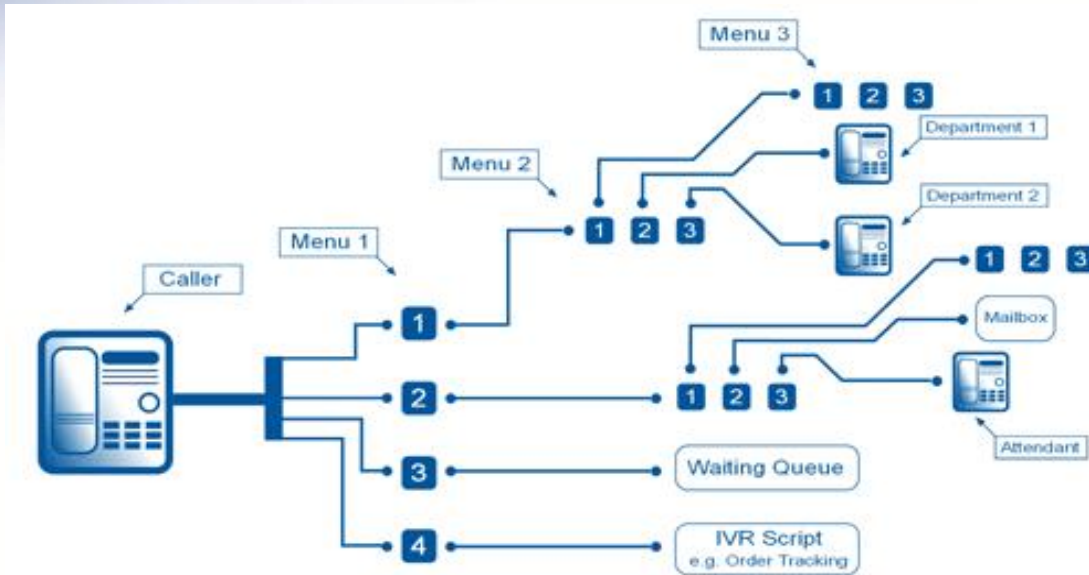 Menu 3
1 2 3
Department 1
Menu 2
Department 2
1 2 3
Menu 1
1 2 3
Caller
1
Mailbox
2
1 2 3
Attendant
3
Waiting Queue
4
IVR Script
e.g. Order Tracking